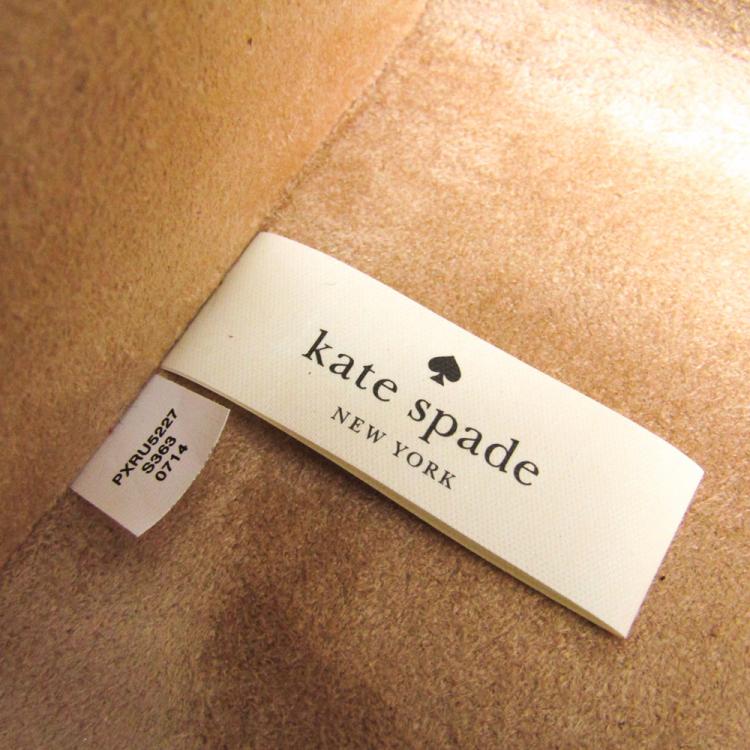 kate spade
NEW YORK
PXRU5227
S363
0714